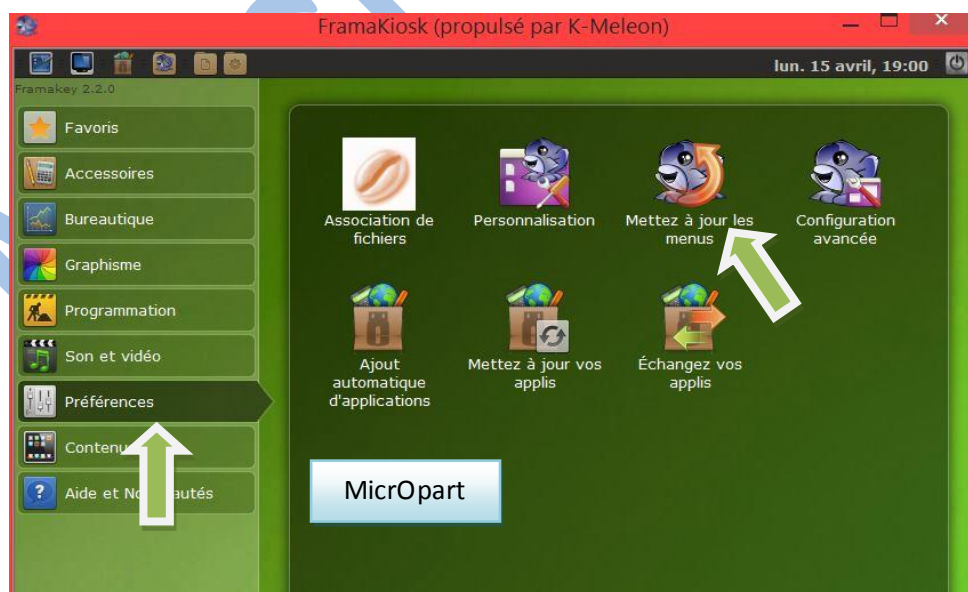 FramaKiosk (propulsé par K-Meleon)
lun. 15 avril, 19:00
Framakey 2.2.0
Favoris
Accessoires
Bureautique
Graphisme
Programmation
Son et vidéo
Préférences
Contenu
Aide et No autés
Association de
fichiers
Personnalisation
Mettez à jour les
menus
Configuration
avancée
Ajout
automatique
d'applications
Mettez à jour vos
applis
Échangez vos
applis
MicrOpart